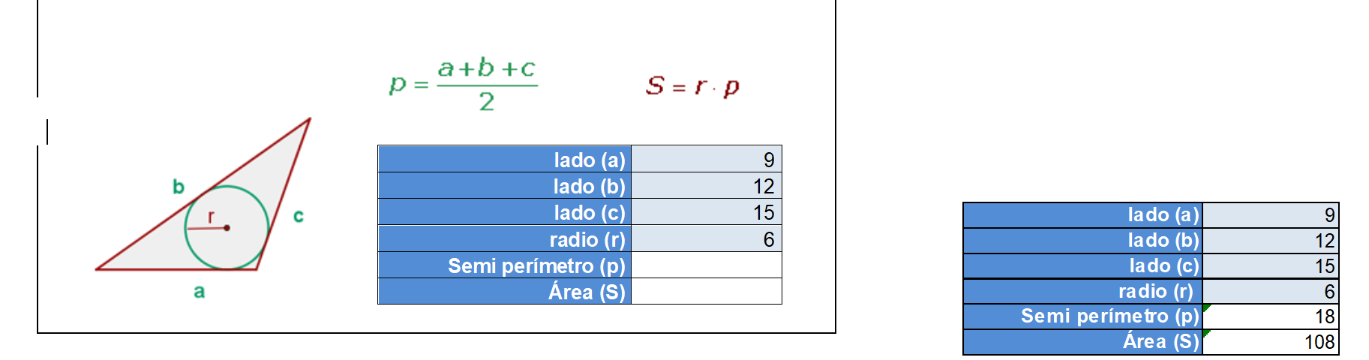 p = a+b+c / 2
S = r · p
b
r
c
a
lado (a) 9
lado (b) 12
lado (c) 15
radio (r) 6
Semi perímetro (p)
Área (S)
lado (a) 9
lado (b) 12
lado (c) 15
radio (r) 6
Semi perímetro (p) 18
Área (S) 108